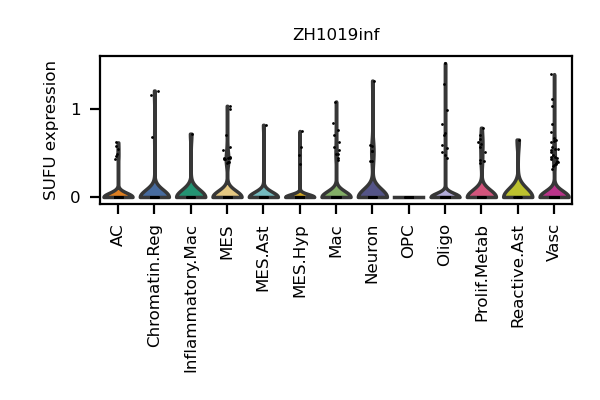 ZH1019inf
SUFU expression
1
0
AC
Chromatin.Reg
Inflammatory.Mac
MES
MES.Ast
MES.Hyp
Mac
Neuron
OPC
Oligo
Prolif.Metab
Reactive.Ast
Vasc